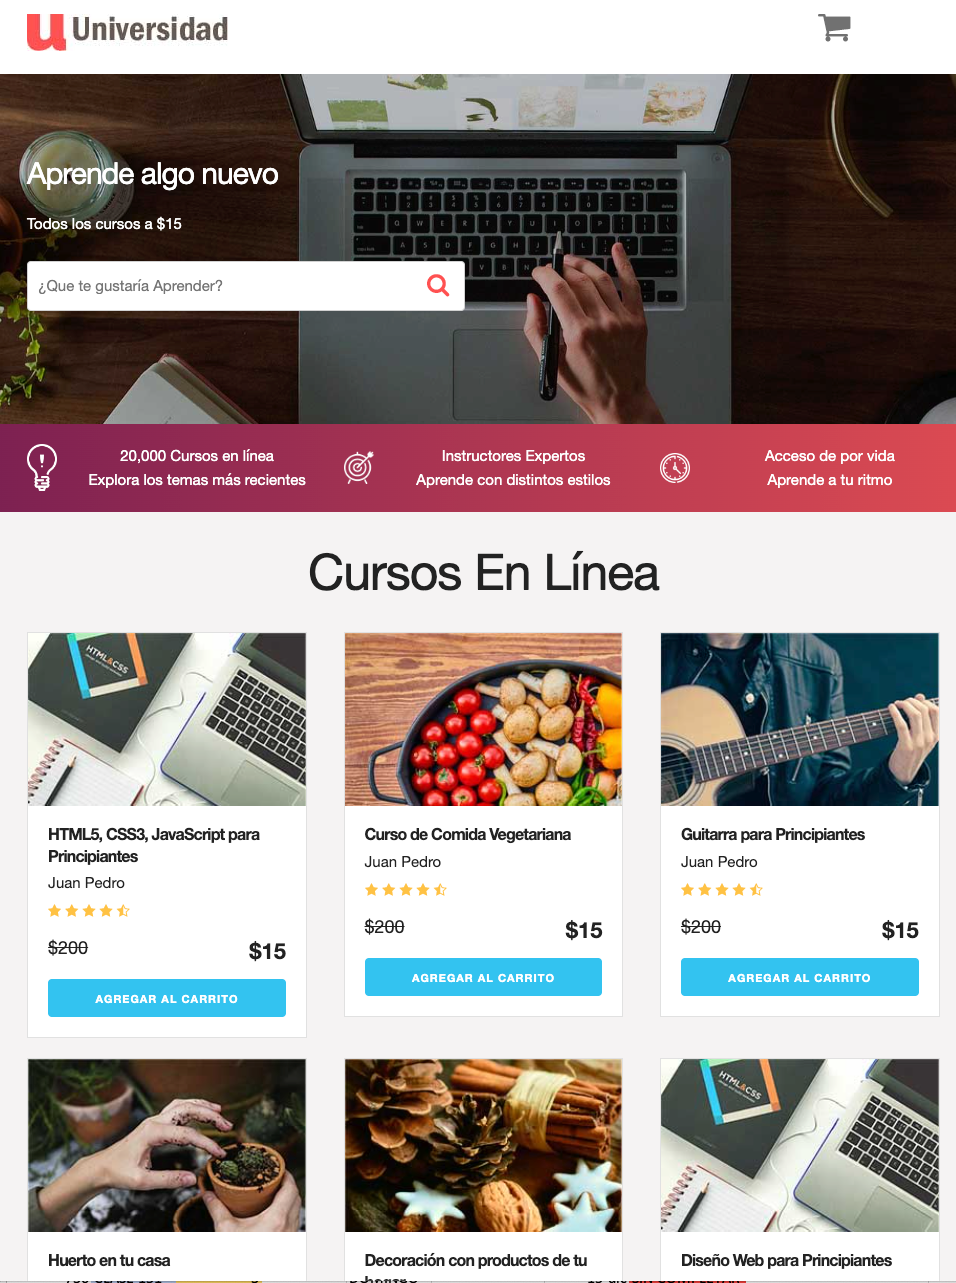 Universidad
Aprende algo nuevo
Todos los cursos a $15
¿Que te gustaría Aprender?
20,000 Cursos en línea
Explora los temas más recientes
Instructores Expertos
Aprende con distintos estilos
Acceso de por vida
Aprende a tu ritmo
Cursos En Línea
HTML&CSS
HTML5, CSS3, JavaScript para
Principiantes
Juan Pedro
$200
$15
AGREGAR AL CARRITO
Curso de Comida Vegetariana
Juan Pedro
$200
$15
AGREGAR AL CARRITO
Guitarra para Principiantes
Juan Pedro
$200
$15
AGREGAR AL CARRITO
HTML&CSS
Huerto en tu casa
Decoración con productos de tu
Diseño Web para Principiantes